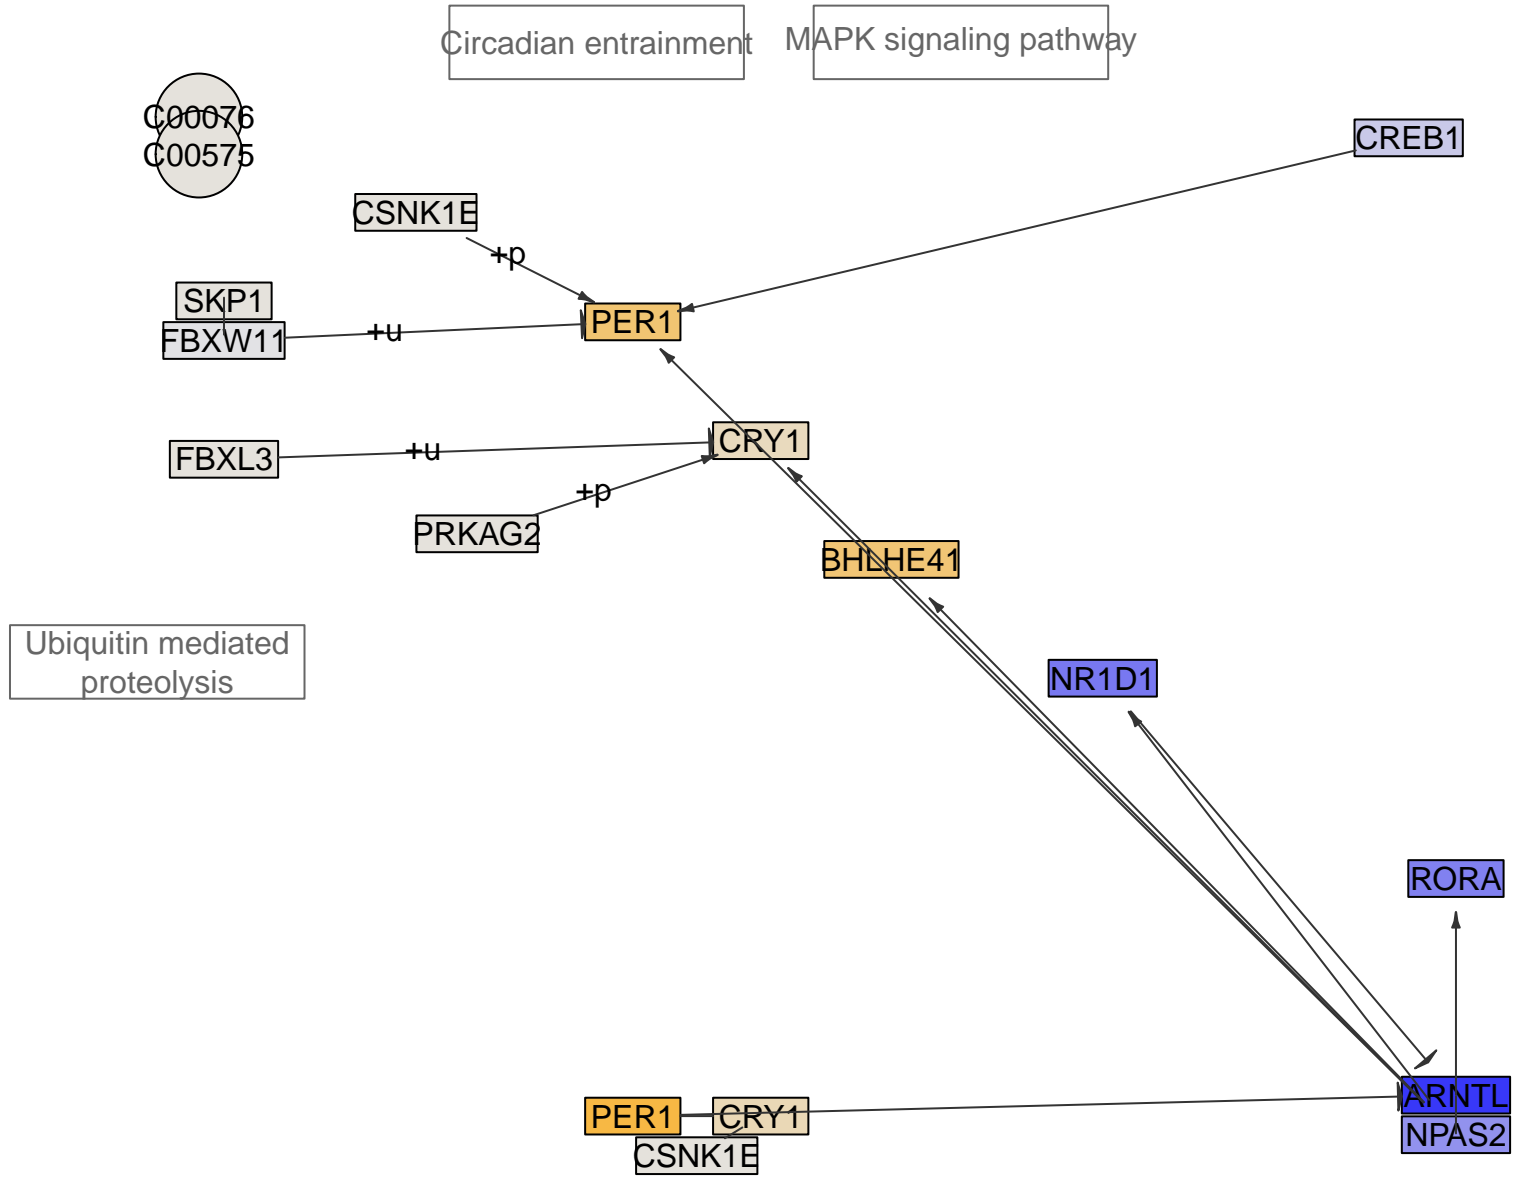 Circadian entrainment
MAPK signaling pathway
C00076
C00575
CREB1
CSNK1E
+p
SKP1
FBXW11
+u
PER1
FBXL3
+u
CRY1
+p
PRKAG2
BHLHE41
Ubiquitin mediated
proteolysis
NR1D1
RORA
ARNTL
NPAS2
PER1
CRY1
CSNK1E